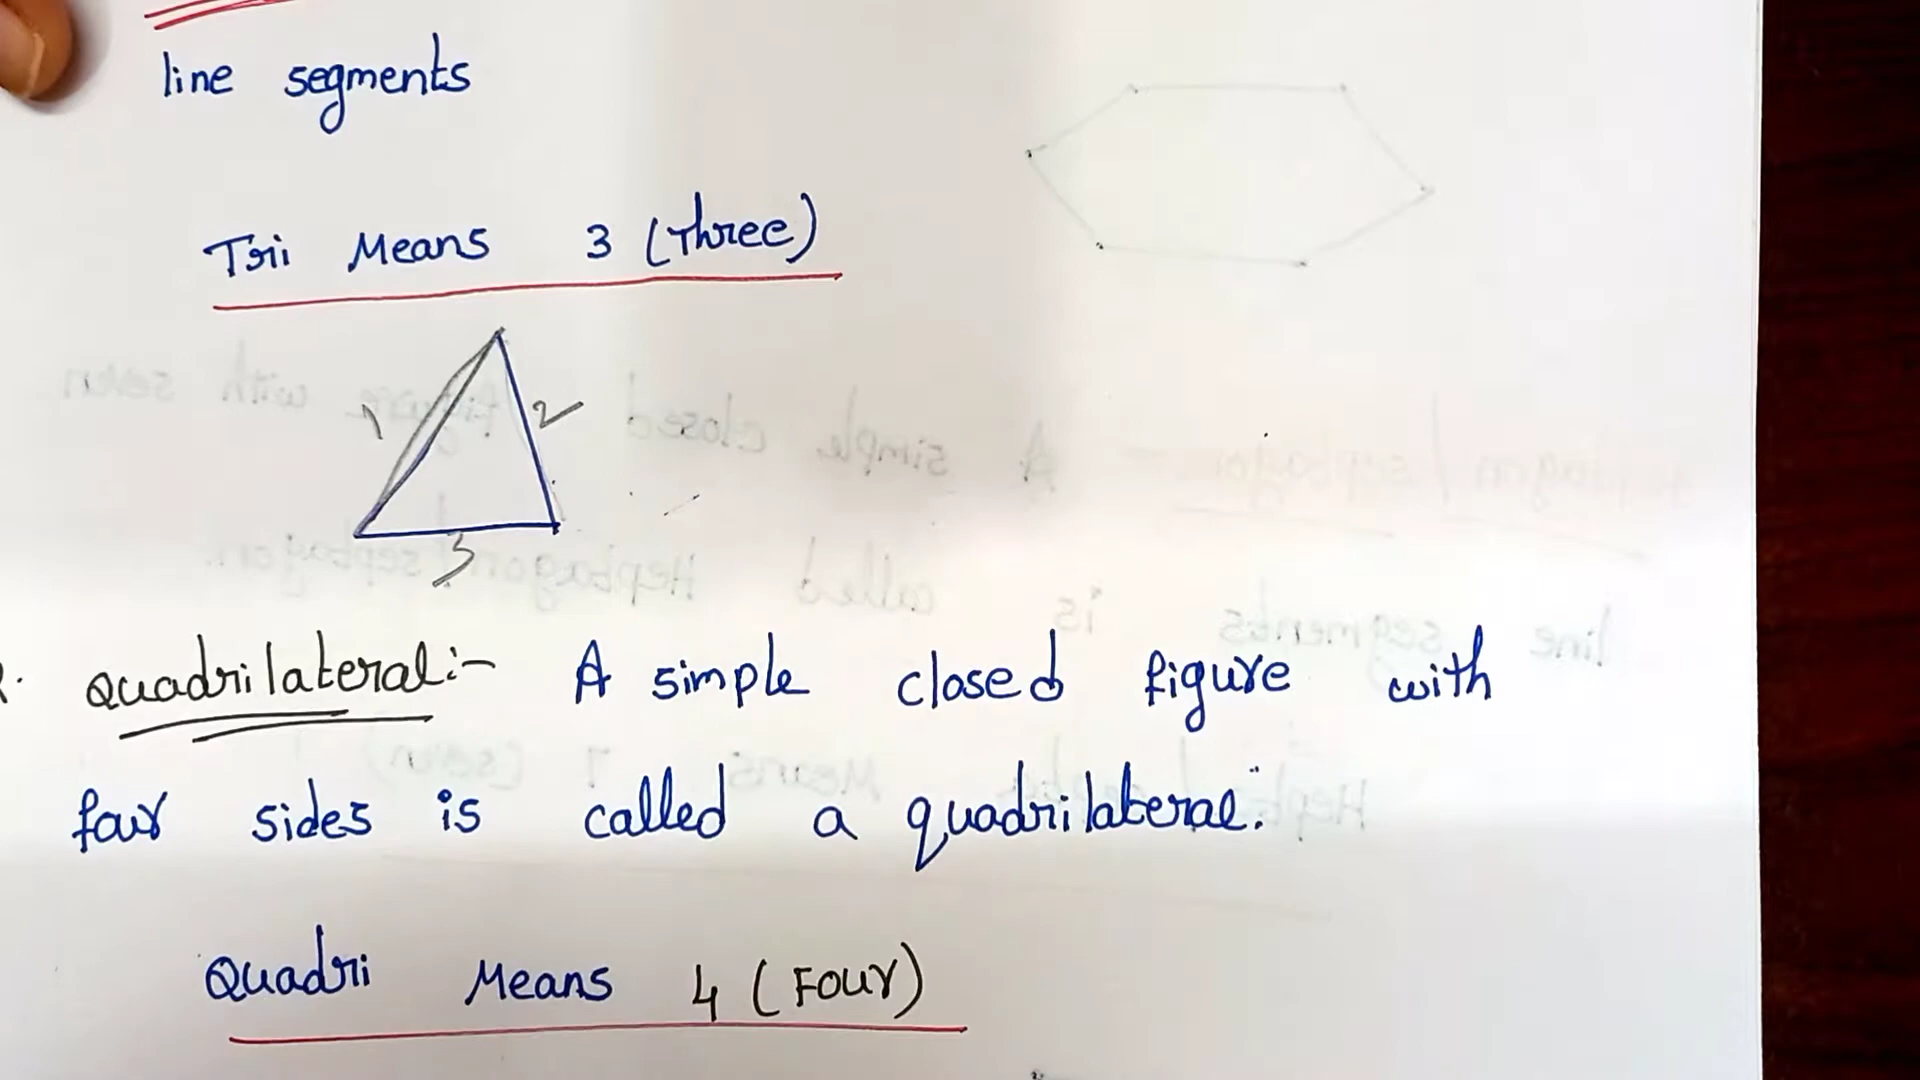 line segments
Tri Means 3 (Three)
1
2
3
Quadrilateral:- A simple closed figure with
four sides is called a quadrilateral.
Quadri Means 4 (Four)